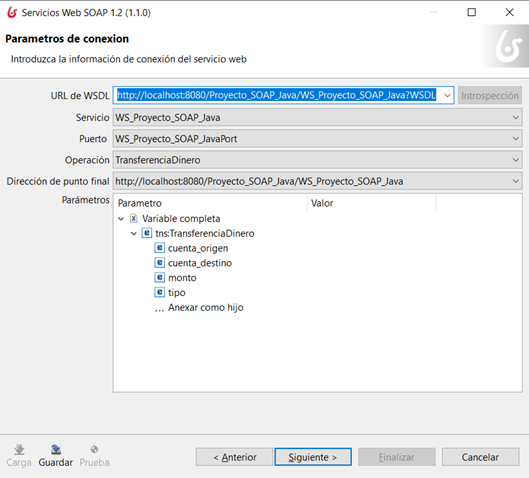 Servicios Web SOAP 1.2 (1.1.0)
Parametros de conexion
Introduzca la información de conexión del servicio web
URL de WSDL http://localhost:8080/Proyecto_SOAP_Java/WS_Proyecto_SOAP_Java?WSDL Introspección
Servicio WS_Proyecto_SOAP_Java
Puerto WS_Proyecto_SOAP_JavaPort
Operación TransferenciaDinero
Dirección de punto final http://localhost:8080/Proyecto_SOAP_Java/WS_Proyecto_SOAP_Java
Parámetros Parametro Valor
Variable completa
tns:TransferenciaDinero
cuenta_origen
cuenta_destino
monto
tipo
... Anexar como hijo
Carga Guardar Prueba < Anterior Siguiente > Finalizar Cancelar